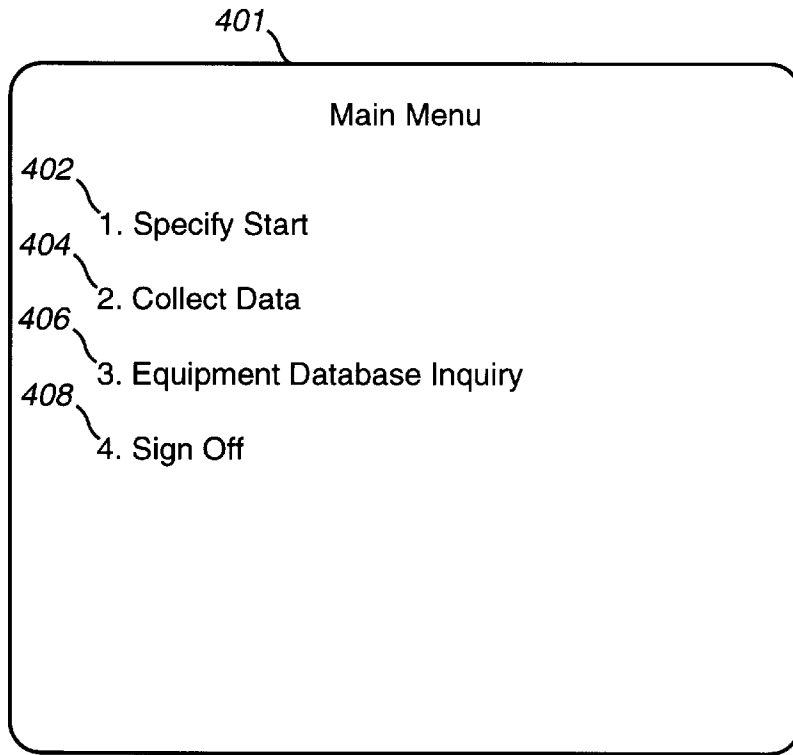 401
Main Menu
402
1. Specify Start
404
2. Collect Data
406
3. Equipment Database Inquiry
408
4. Sign Off